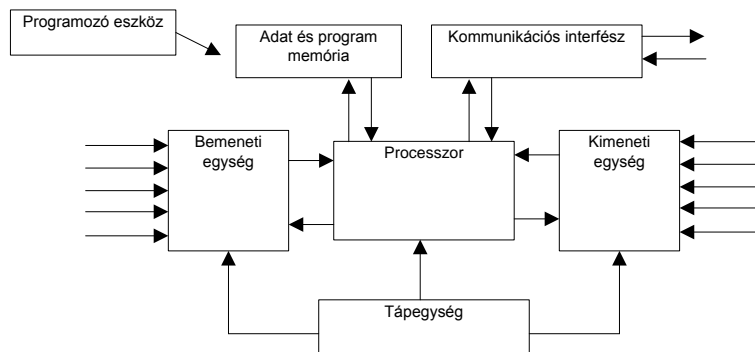 Programozó eszköz
Adat és program
memória
Kommunikációs interfész
Bemeneti
egység
Processzor
Kimeneti
egység
Tápegység